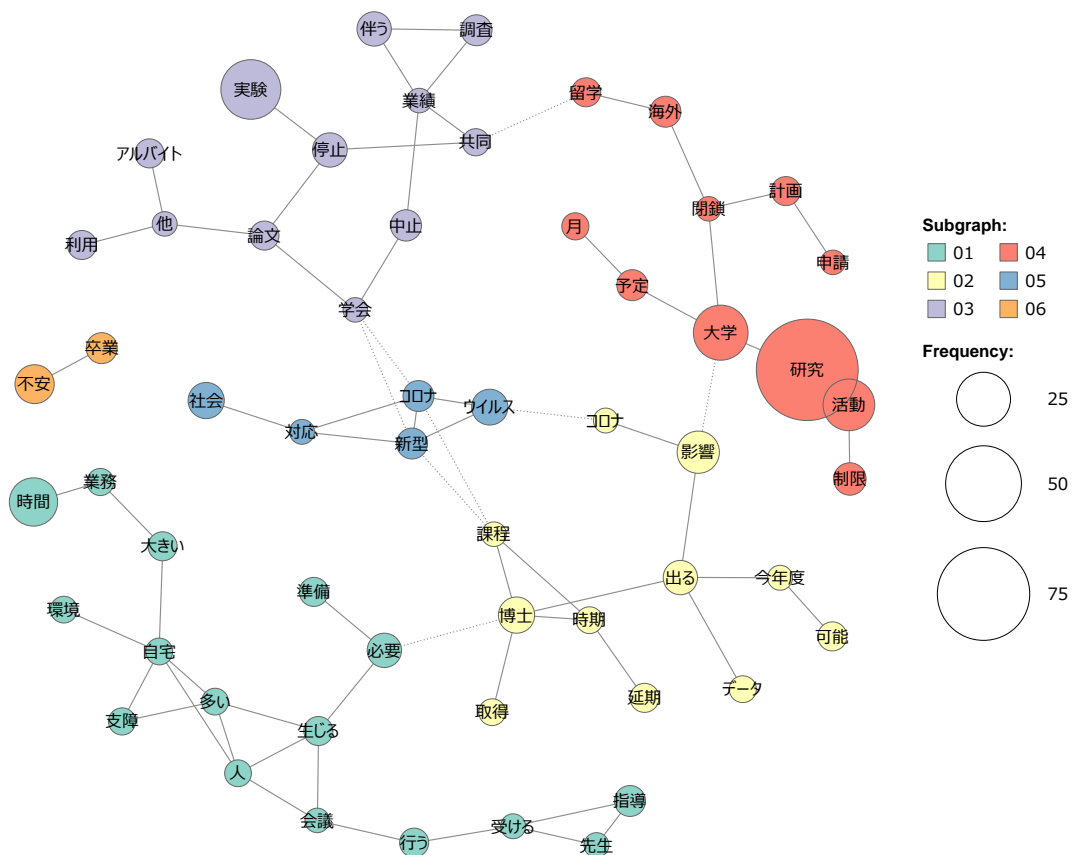 伴う
調査
実験
業績
留学
海外
停止
共同
アルバイト
計画
閉鎖
他
中止
月
論文
利用
申請
予定
学会
大学
卒業
研究
不安
コロナ
社会
ウイルス
活動
コロナ
対応
新型
影響
制限
業務
時間
課程
大きい
出る
今年度
準備
環境
博士
時期
可能
自宅
必要
データ
延期
多い
取得
支障
生じる
人
指導
会議
受ける
行う
先生
Subgraph:
01
04
02
05
03
06
Frequency:
25
50
75